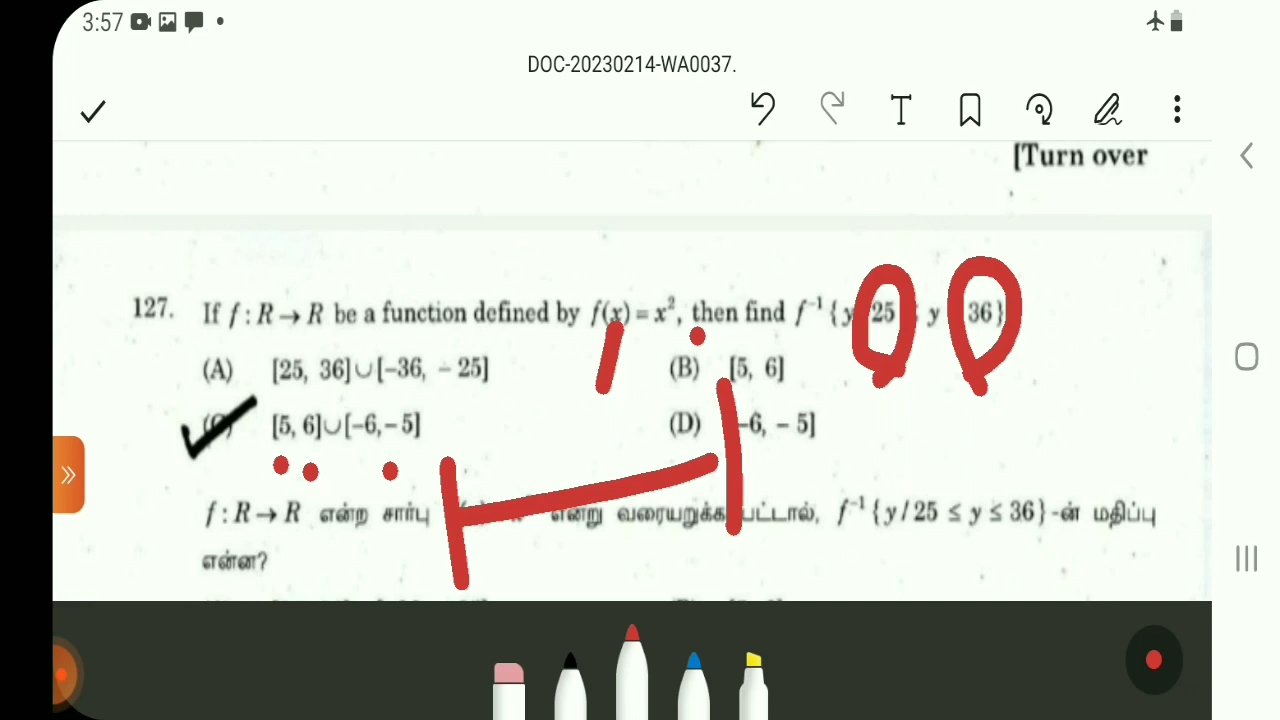 3:57
DOC-20230214-WA0037.
[Turn over
127. If f : R → R be a function defined by f(x) = x², then find f⁻¹ {y 25 y 36}
(A) [25, 36]∪[−36, − 25] (B) [5, 6]
[5, 6]∪[−6, − 5] (D) −6, − 5]
f : R → R என்ற சார்பு என்று வரையறுக்கப்பட்டால், f⁻¹ {y / 25 ≤ y ≤ 36}-ன் மதிப்பு
என்ன?